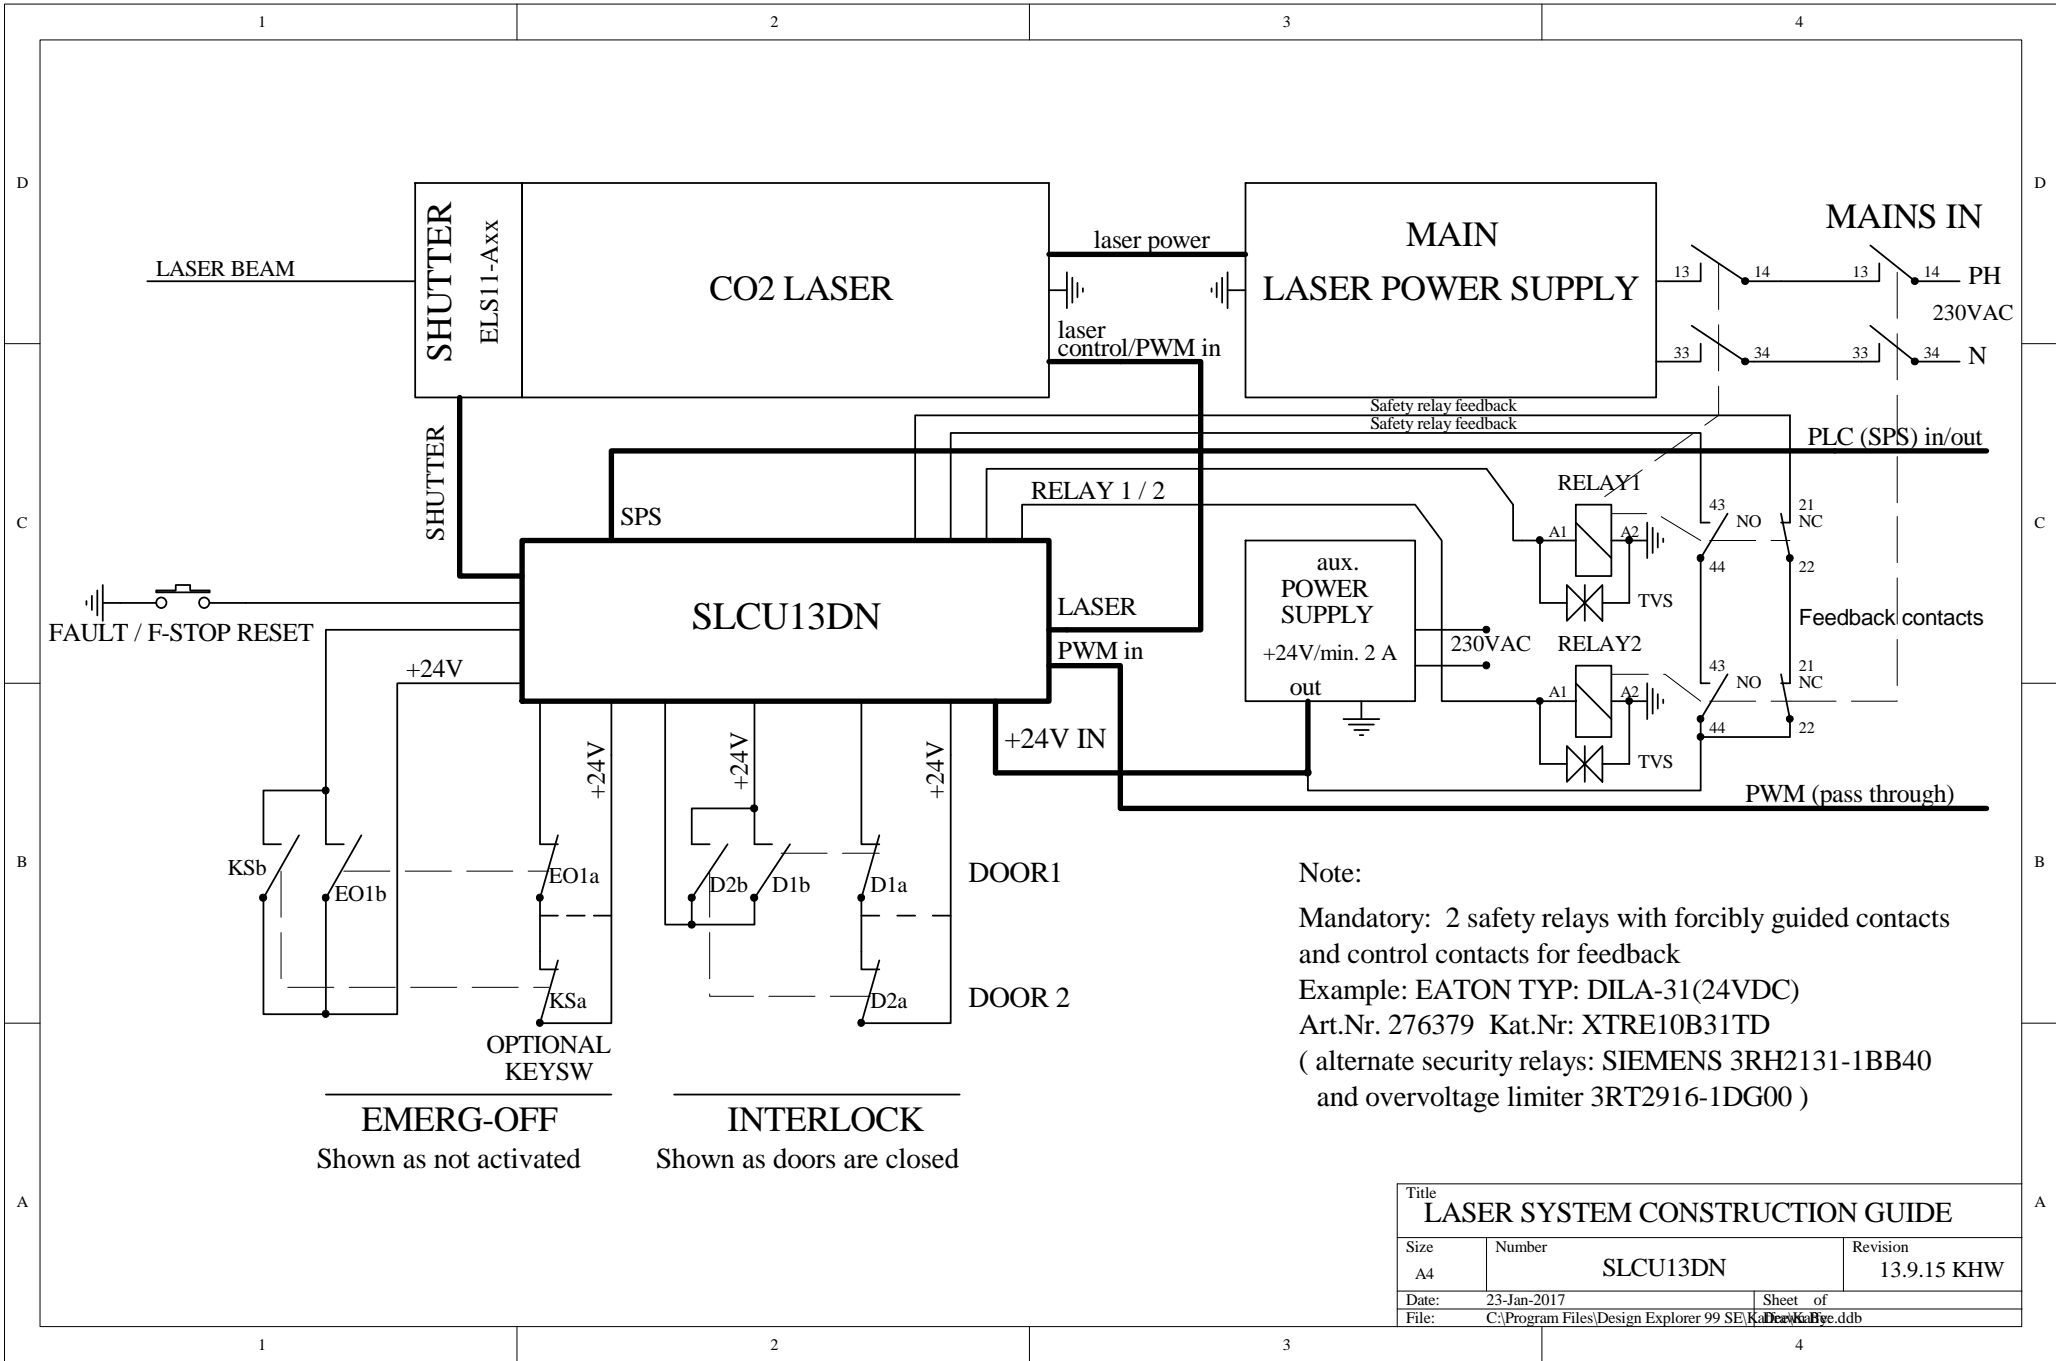 1 2 3 4
D D
MAINS IN
SHUTTER
ELS11-Axx
LASER BEAM
CO2 LASER
laser power
MAIN
LASER POWER SUPPLY
13 14 13 14 PH
230VAC
33 34 33 34 N
laser
control/PWM in
Safety relay feedback
Safety relay feedback
PLC (SPS) in/out
SHUTTER
SPS
RELAY 1 / 2
C C
RELAY1
A1 A2
43 NO 21 NC
44 22
TVS
aux.
POWER
SUPPLY
+24V/min. 2 A
out
230VAC
Feedback contacts
RELAY2
A1 A2
43 NO 21 NC
44 22
TVS
SLCU13DN
LASER
PWM in
FAULT / F-STOP RESET
+24V
+24V IN
+24V
+24V
+24V
PWM (pass through)
B B
KSb
EO1b
EO1a
D2b
D1b
D1a
DOOR1
KSa
D2a
DOOR 2
OPTIONAL
KEYSW
EMERG-OFF
Shown as not activated
INTERLOCK
Shown as doors are closed
Note:
Mandatory: 2 safety relays with forcibly guided contacts
and control contacts for feedback
Example: EATON TYP: DILA-31(24VDC)
Art.Nr. 276379 Kat.Nr: XTRE10B31TD
( alternate security relays: SIEMENS 3RH2131-1BB40
and overvoltage limiter 3RT2916-1DG00 )
A A
Title
LASER SYSTEM CONSTRUCTION GUIDE
Size
A4
Number
SLCU13DN
Revision
13.9.15 KHW
Date: 23-Jan-2017 Sheet of
File: C:\Program Files\Design Explorer 99 SE\
1 2 3 4